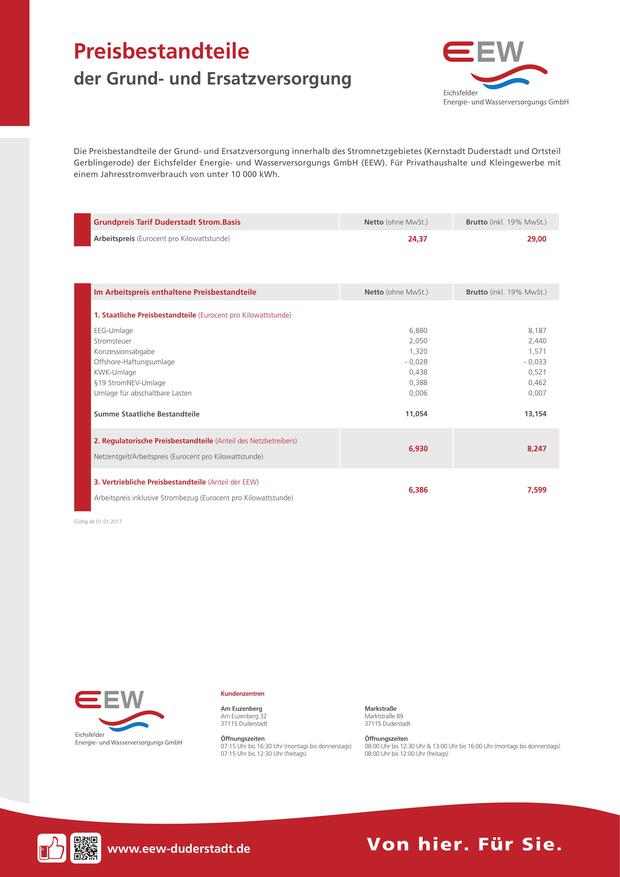 Preisbestandteile
der Grund- und Ersatzversorgung
EEW
Eichsfelder
Energie- und Wasserversorgungs GmbH
Die Preisbestandteile der Grund- und Ersatzversorgung innerhalb des Stromnetzgebietes (Kernstadt Duderstadt und Ortsteil
Gerblingerode) der Eichsfelder Energie- und Wasserversorgungs GmbH (EEW). Für Privathaushalte und Kleingewerbe mit
einem Jahresstromverbrauch von unter 10 000 kWh.
Grundpreis Tarif Duderstadt Strom.Basis Netto (ohne MwSt.) Brutto (inkl. 19% MwSt.)
Arbeitspreis (Eurocent pro Kilowattstunde) 24,37 29,00
Im Arbeitspreis enthaltene Preisbestandteile Netto (ohne MwSt.) Brutto (inkl. 19% MwSt.)
1. Staatliche Preisbestandteile (Eurocent pro Kilowattstunde)
EEG-Umlage 6,880 8,187
Stromsteuer 2,050 2,440
Konzessionsabgabe 1,320 1,571
Offshore-Haftungsumlage - 0,028 - 0,033
KWK-Umlage 0,438 0,521
§19 StromNEV-Umlage 0,388 0,462
Umlage für abschaltbare Lasten 0,006 0,007
Summe Staatliche Bestandteile 11,054 13,154
2. Regulatorische Preisbestandteile (Anteil des Netzbetreibers)
6,930 8,247
Netzentgelt/Arbeitspreis (Eurocent pro Kilowattstunde)
3. Vertriebliche Preisbestandteile (Anteil der EEW)
6,386 7,599
Arbeitspreis inklusive Strombezug (Eurocent pro Kilowattstunde)
Gültig ab 01.01.2017
EEW
Eichsfelder
Energie- und Wasserversorgungs GmbH
Kundenzentren
Am Euzenberg
Am Euzenberg 32
37115 Duderstadt
Öffnungszeiten
07:15 Uhr bis 16:30 Uhr (montags bis donnerstags)
07:15 Uhr bis 12:30 Uhr (freitags)
Marktstraße
Marktstraße 89
37115 Duderstadt
Öffnungszeiten
08:00 Uhr bis 12:30 Uhr & 13:00 Uhr bis 16:00 Uhr (montags bis donnerstags)
08:00 Uhr bis 12:00 Uhr (freitags)
www.eew-duderstadt.de
Von hier. Für Sie.